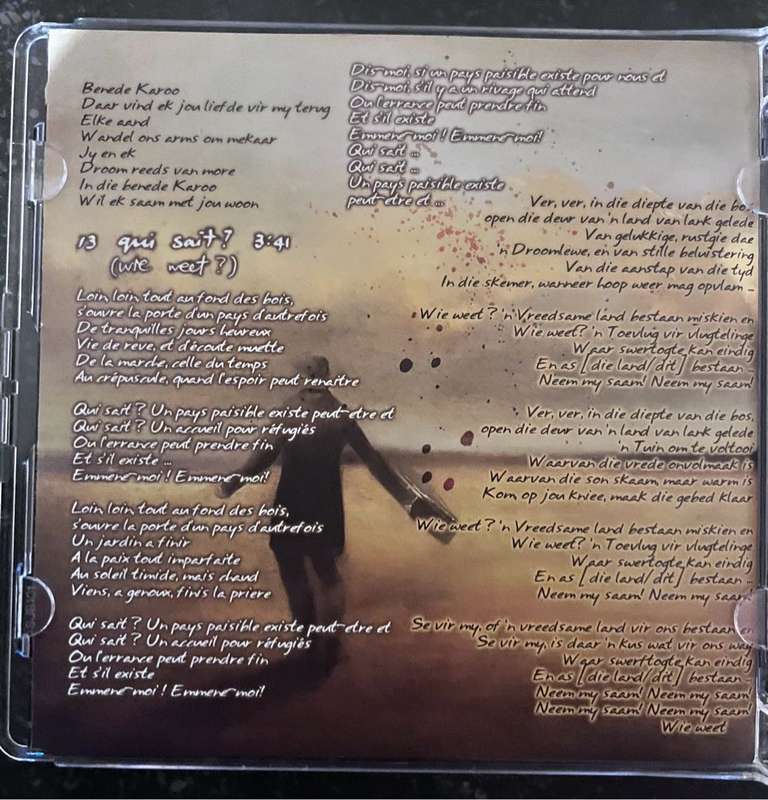 Benede Karoo
Daar vind ek jou liefde vir my terug
Elke aand
Wandel ons arms om mekaar
Jy en ek
Droom reeds van more
In die benede Karoo
Wil ek saam met jou woon
13 qui sait? 3:41
(wie weet?)
Loin, loin, tout au fond des bois,
s'ouvre la porte d'un pays d'autrefois
De tranquilles jours heureux
Vie de reve, et d'ecoute muette
De la marche, celle du temps
Au crépuscule, quand l'espoir peut renaitre
Qui sait? Un pays paisible existe peut-etre et
Qui sait? Un accueil pour réfugiés
Ou l'errance peut prendre fin
Et s'il existe ...
Emmene-moi! Emmene-moi!
Loin, loin, tout au fond des bois,
s'ouvre la porte d'un pays d'autrefois
Un jardin a finir
A la paix tout imparfaite
Au soleil timide, mais chaud
Viens, a genoux, finis la priere
Qui sait? Un pays paisible existe peut-etre et
Qui sait? Un accueil pour réfugiés
Ou l'errance peut prendre fin
Et s'il existe
Emmene-moi! Emmene-moi!
Dis-moi, si un pays paisible existe pour nous et
Dis-moi, s'il y a un rivage qui attend
Ou l'errance peut prendre fin
Et s'il existe
Emmene-moi! Emmene-moi!
Qui sait ...
Qui sait ...
Un pays paisible existe
peut-etre et ...
Ver, ver, in die diepte van die bos,
open die deur van 'n land van lank gelede
Van gelukkige, rustgie dae
'n Droomlewe, en van stille beluistering
Van die aanstap van die tyd
In die skemer, wanneer hoop weer mag opvlam ...
Wie weet? 'n Vreedsame land bestaan miskien en
Wie weet? 'n Toevlug vir vlugtelinge
Waar swertogte kan eindig
En as [die land/dit] bestaan ...
Neem my saam! Neem my saam!
Ver, ver, in die diepte van die bos,
open die deur van 'n land van lank gelede
'n Tuin om te voltooi
Waarvan die vrede onvolmaak is
Waarvan die son skaam maar warm is
Kom op jou kniee, maak die gebed klaar
Wie weet? 'n Vreedsame land bestaan miskien en
Wie weet? 'n Toevlug vir vlugtelinge
Waar swertogte kan eindig
En as [die land/dit] bestaan ...
Neem my saam! Neem my saam!
Se vir my, of 'n vreedsame land vir ons bestaan en
Se vir my, is daar 'n kus wat vir ons wag
Waar swerftogte kan eindig
En as [die land/dit] bestaan ...
Neem my saam! Neem my saam!
Neem my saam! Neem my saam!
Wie weet